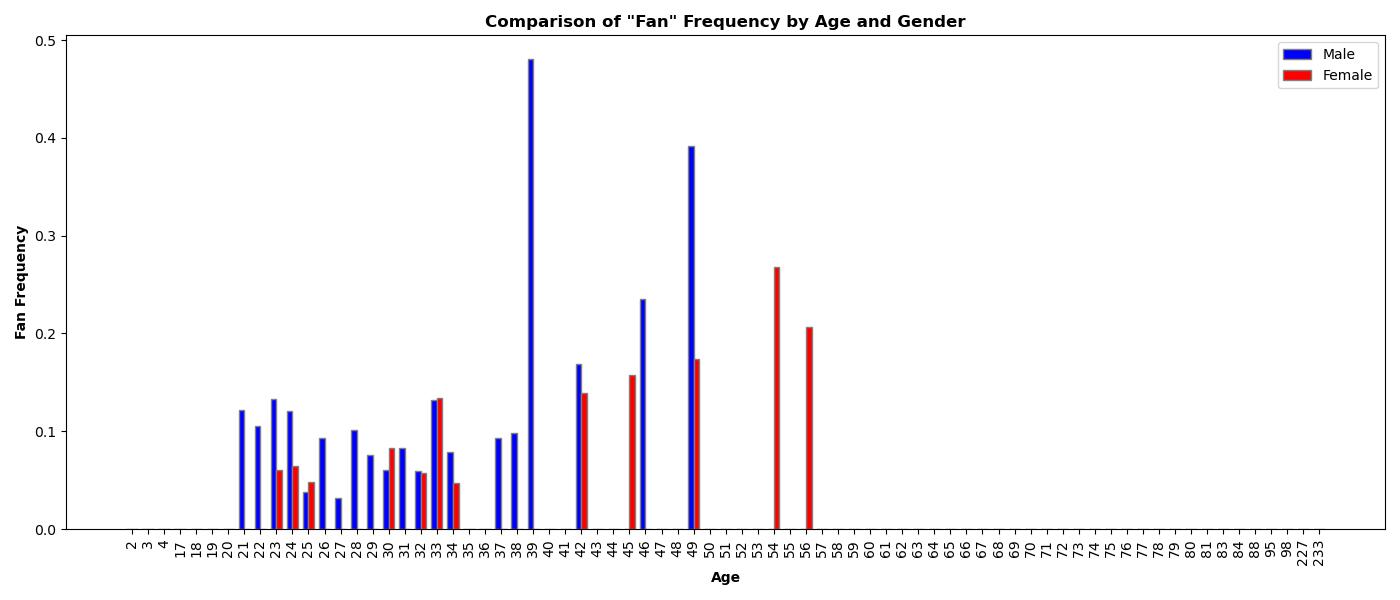 Comparison of "Fan" Frequency by Age and Gender
Male
Female
Fan Frequency
0.5
0.4
0.3
0.2
0.1
0.0
2 3 4 17 18 19 20 21 22 23 24 25 26 27 28 29 30 31 32 33 34 35 36 37 38 39 40 41 42 43 44 45 46 47 48 49 50 51 52 53 54 55 56 57 58 59 60 61 62 63 64 65 66 67 68 69 70 71 72 73 74 75 76 77 78 79 80 81 83 84 88 95 98 227 233
Age